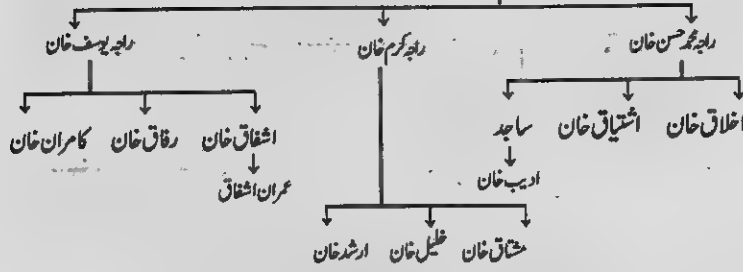 راجہ محمد حسن خان راجہ کرم خان راجہ یوسف خان
اخلاق خان اشتیاق خان ساجد اشفاق خان رفاق خان کامران خان
ادیب خان عمران اشفاق
مشتاق خان خلیل خان ارشد خان